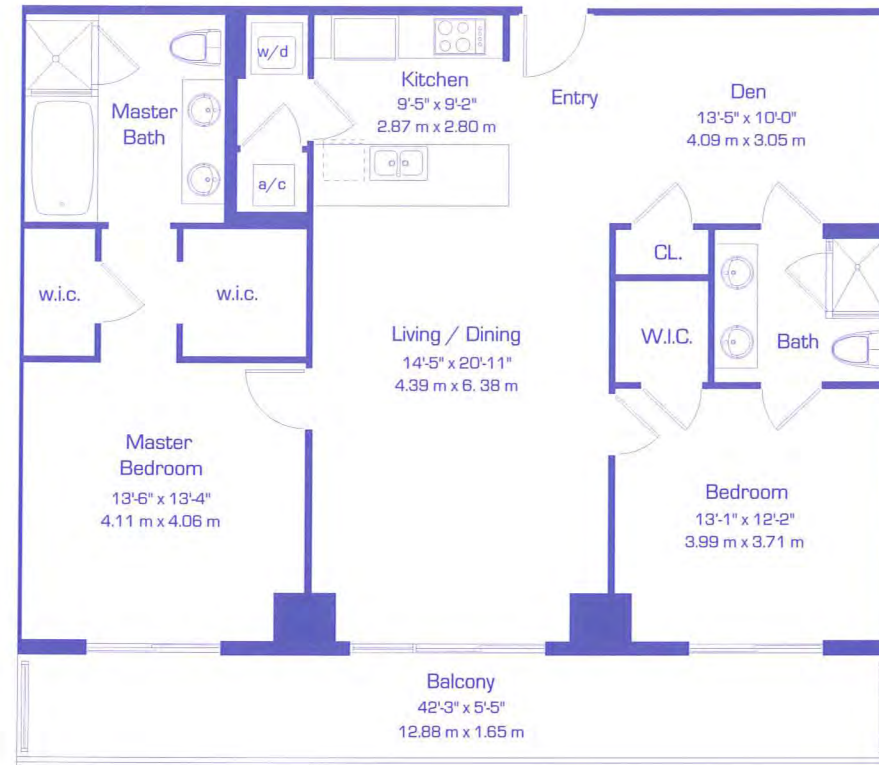 w/d
Kitchen
9'-5" x 9'-2"
2.87 m x 2.80 m
Entry
Den
13'-5" x 10'-0"
4.09 m x 3.05 m
Master
Bath
a/c
w.i.c.
w.i.c.
CL.
W.I.C.
Bath
Living / Dining
14'-5" x 20'-11"
4.39 m x 6. 38 m
Master
Bedroom
13'-6" x 13'-4"
4.11 m x 4.06 m
Bedroom
13'-1" x 12'-2"
3.99 m x 3.71 m
Balcony
42'-3" x 5'-5"
12.88 m x 1.65 m